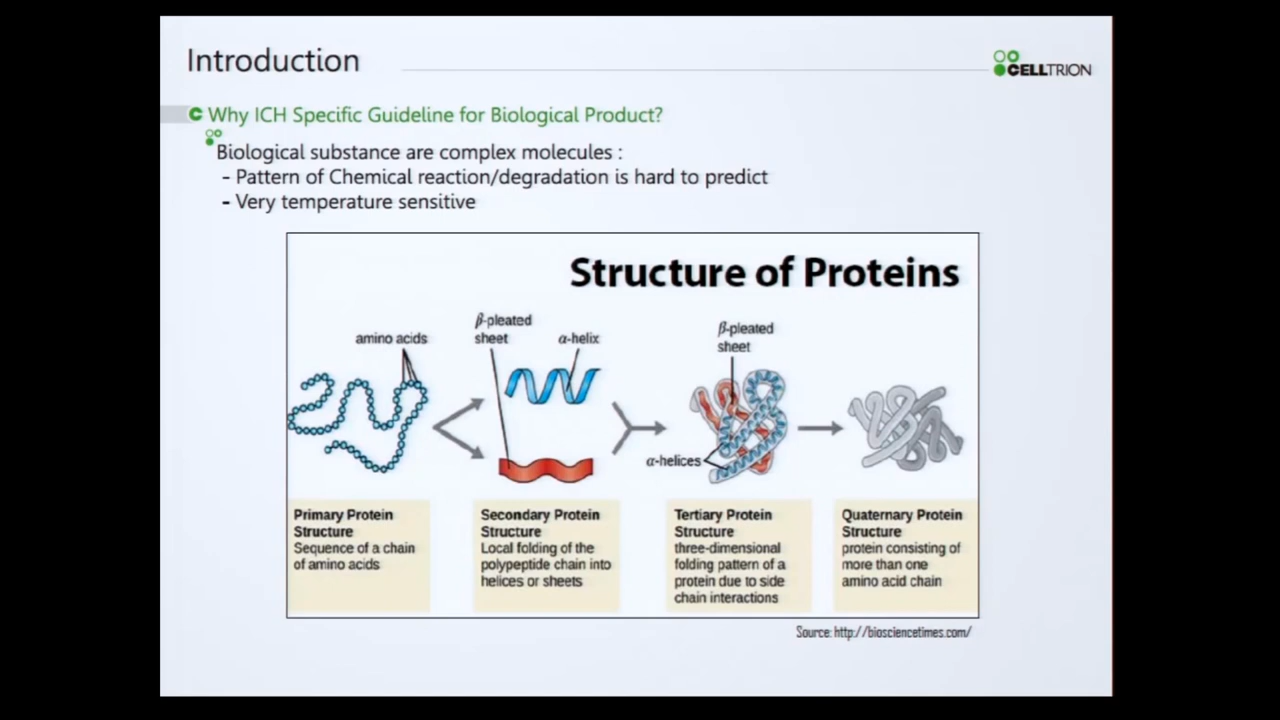 Introduction
CELLTRION
Why ICH Specific Guideline for Biological Product?
Biological substance are complex molecules :
- Pattern of Chemical reaction/degradation is hard to predict
- Very temperature sensitive
Structure of Proteins
amino acids
β-pleated
sheet
α-helix
β-pleated
sheet
α-helices
Primary Protein
Structure
Sequence of a chain
of amino acids
Secondary Protein
Structure
Local folding of the
polypeptide chain into
helices or sheets
Tertiary Protein
Structure
three-dimensional
folding pattern of a
protein due to side
chain interactions
Quaternary Protein
Structure
protein consisting of
more than one
amino acid chain
Source: http://biosciencetimes.com/